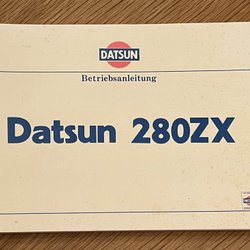 DATSUN
Betriebsanleitung
Datsun 280ZX